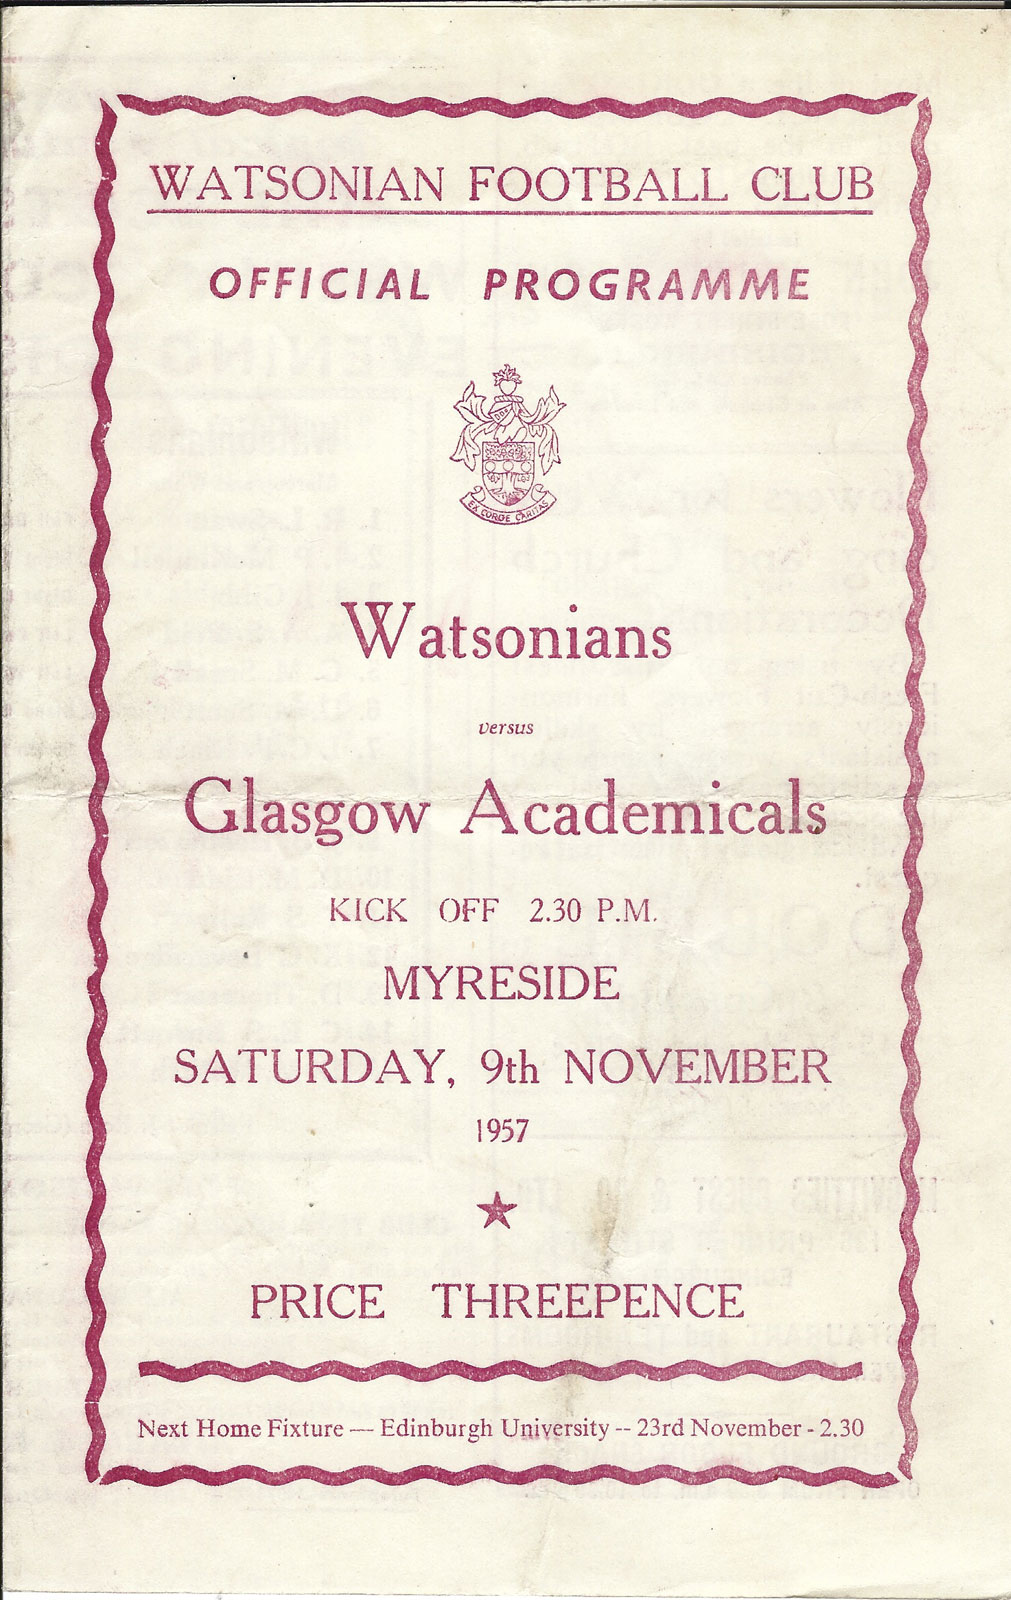 WATSONIAN FOOTBALL CLUB
OFFICIAL PROGRAMME
EX CORDE CARITAS
Watsonians
versus
Glasgow Academicals
KICK OFF 2.30 P.M.
MYRESIDE
SATURDAY, 9th NOVEMBER
1957
PRICE THREEPENCE
Next Home Fixture — Edinburgh University -- 23rd November - 2.30